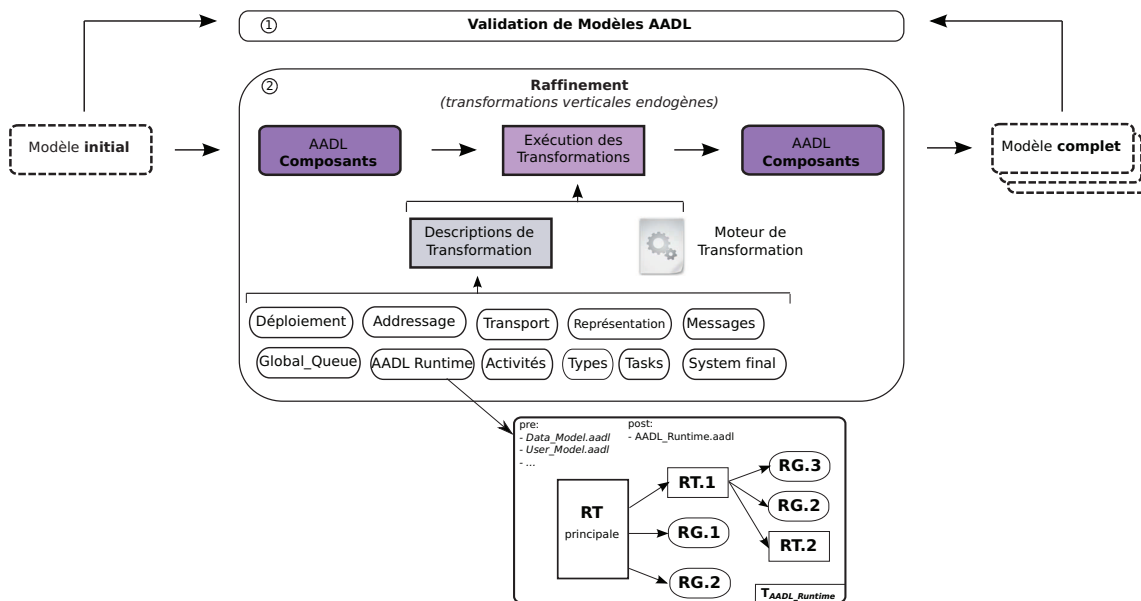 ① Validation de Modèles AADL
② Raffinement
(transformations verticales endogènes)
Modèle initial
AADL
Composants
Exécution des
Transformations
AADL
Composants
Modèle complet
Descriptions de
Transformation
Moteur de
Transformation
Déploiement
Addressage
Transport
Représentation
Messages
Global_Queue
AADL Runtime
Activités
Types
Tasks
System final
pre:
- Data_Model.aadl
- User_Model.aadl
- ...
post:
- AADL_Runtime.aadl
RT
principale
RT.1
RG.1
RG.2
RG.3
RG.2
RT.2
TAADL_Runtime